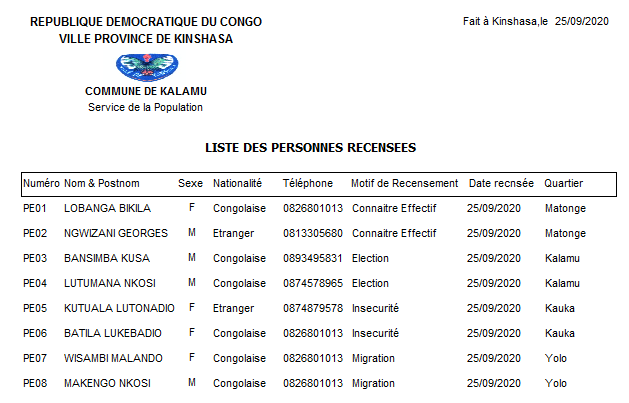 REPUBLIQUE DEMOCRATIQUE DU CONGO
Fait à Kinshasa,le 25/09/2020
VILLE PROVINCE DE KINSHASA
COMMUNE DE KALAMU
Service de la Population
LISTE DES PERSONNES RECENSEES
Numéro Nom & Postnom Sexe Nationalité Téléphone Motif de Recensement Date recnsée Quartier
PE01 LOBANGA BIKILA F Congolaise 0826801013 Connaitre Effectif 25/09/2020 Matonge
PE02 NGWIZANI GEORGES M Etranger 0813305680 Connaitre Effectif 25/09/2020 Matonge
PE03 BANSIMBA KUSA M Congolaise 0893495831 Election 25/09/2020 Kalamu
PE04 LUTUMANA NKOSI M Congolaise 0874578965 Election 25/09/2020 Kalamu
PE05 KUTUALA LUTONADIO F Etranger 0874879578 Insecurité 25/09/2020 Kauka
PE06 BATILA LUKEBADIO F Congolaise 0826801013 Insecurité 25/09/2020 Kauka
PE07 WISAMBI MALANDO F Congolaise 0826801013 Migration 25/09/2020 Yolo
PE08 MAKENGO NKOSI M Congolaise 0826801013 Migration 25/09/2020 Yolo